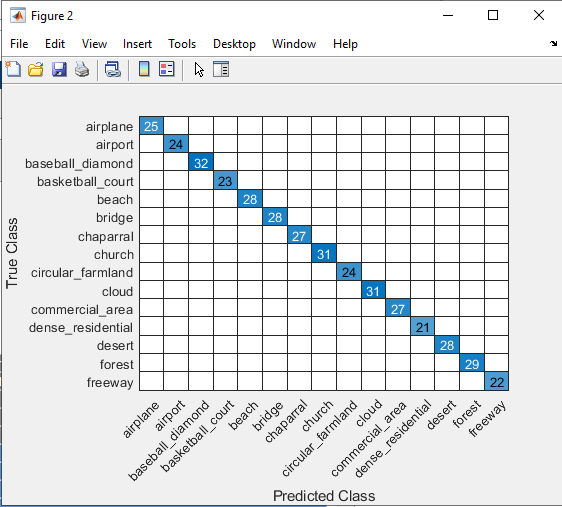 Figure 2
File Edit View Insert Tools Desktop Window Help
True Class
airplane 25
airport 24
baseball_diamond 32
basketball_court 23
beach 28
bridge 28
chaparral 27
church 31
circular_farmland 24
cloud 31
commercial_area 27
dense_residential 21
desert 28
forest 29
freeway 22
airplane airport baseball_diamond basketball_court beach bridge chaparral church circular_farmland cloud commercial_area dense_residential desert forest freeway
Predicted Class